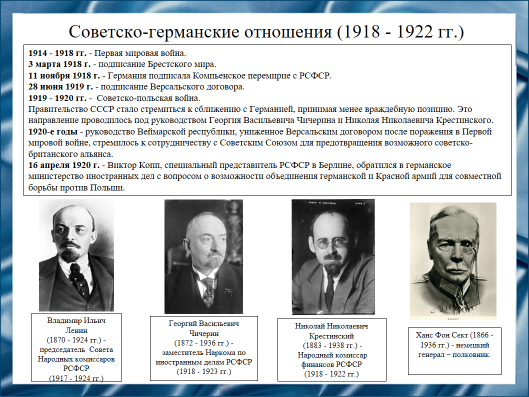 Советско-германские отношения (1918 - 1922 гг.)
1914 - 1918 гг. - Первая мировая война.
3 марта 1918 г. - подписание Брестского мира.
11 ноября 1918 г. - Германия подписала Компьенское перемирие с РСФСР.
28 июня 1919 г. - подписание Версальского договора.
1919 - 1920 гг. - Советско-польская война.
Правительство СССР стало стремиться к сближению с Германией, принимая менее враждебную позицию. Это
направление проводилось под руководством Георгия Васильевича Чичерина и Николая Николаевича Крестинского.
1920-е годы - руководство Веймарской республики, униженное Версальским договором после поражения в Первой
мировой войне, стремилось к сотрудничеству с Советским Союзом для предотвращения возможного советско-
британского альянса.
16 апреля 1920 г. - Виктор Копп, специальный представитель РСФСР в Берлине, обратился в германское
министерство иностранных дел с вопросом о возможности объединения германской и Красной армий для совместной
борьбы против Польши.
Владимир Ильич
Ленин
(1870 - 1924 гг.) -
председатель Совета
Народных комиссаров
РСФСР
(1917 - 1924 гг.)
Георгий Васильевич
Чичерин
(1872 - 1936 гг.) -
заместитель Наркома по
иностранным делам РСФСР
(1918 - 1923 гг.)
Николай Николаевич
Крестинский
(1883 - 1938 гг.) -
Народный комиссар
финансов РСФСР
(1918 - 1922 гг.)
Ханс Фон Сект (1866 -
1936 гг.) - немецкий
генерал – полковник.